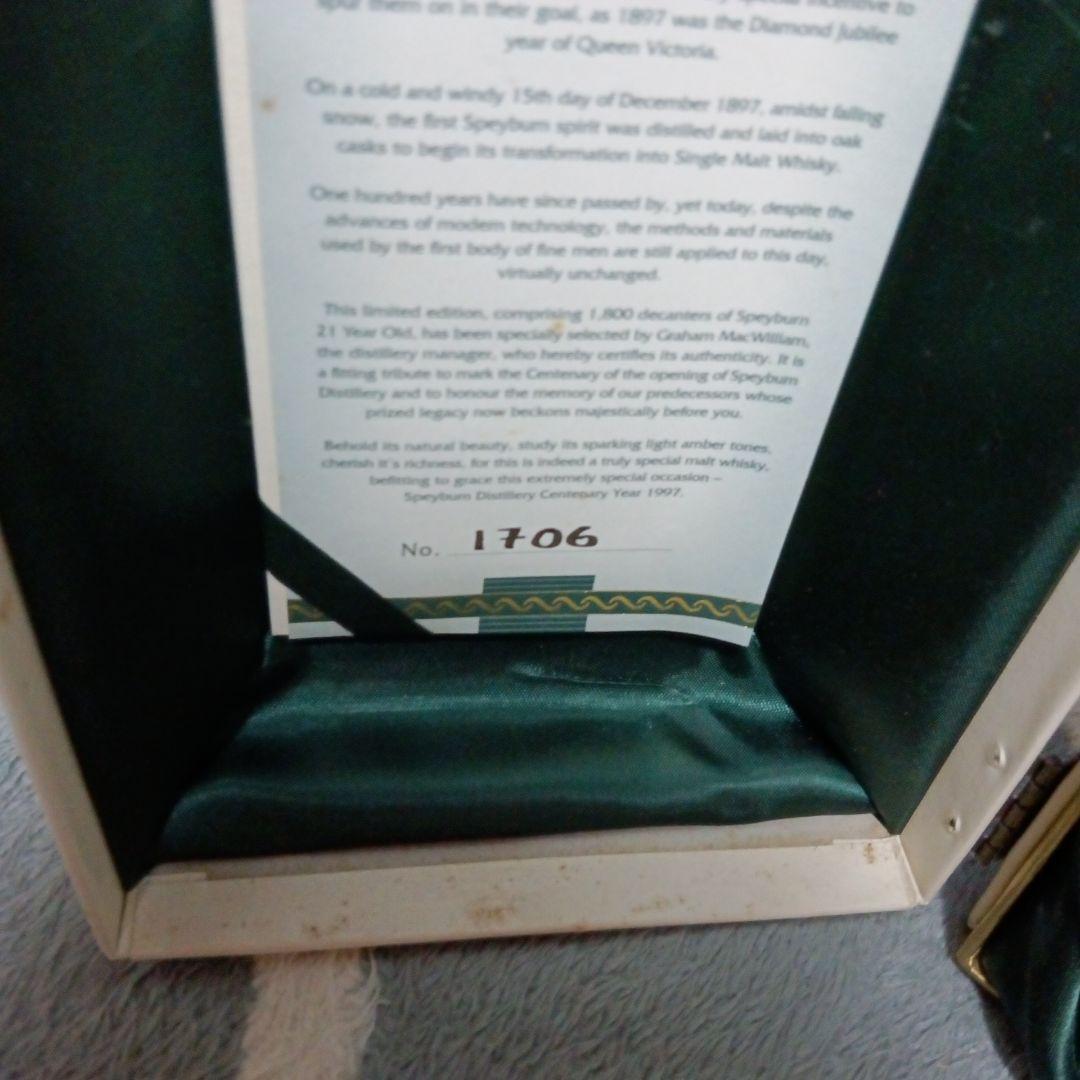 special incentive to
spur them on in their goal, as 1897 was the Diamond Jubilee
year of Queen Victoria.
On a cold and windy 15th day of December 1897, amidst falling
snow, the first Speyburn spirit was distilled and laid into oak
casks to begin its transformation into Single Malt Whisky.
One hundred years have since passed by, yet today, despite the
advances of modern technology, the methods and materials
used by the first body of fine men are still applied to this day,
virtually unchanged.
This limited edition, comprising 1,800 decanters of Speyburn
21 Year Old, has been specially selected by Graham MacWilliam,
the distillery manager, who hereby certifies its authenticity. It is
a fitting tribute to mark the Centenary of the opening of Speyburn
Distillery and to honour the memory of our predecessors whose
prized legacy now beckons majestically before you.
Behold its natural beauty, study its sparking light amber tones,
cherish it's richness, for this is indeed a truly special malt whisky,
befitting to grace this extremely special occasion –
Speyburn Distillery Centenary Year 1997.
No. 1706